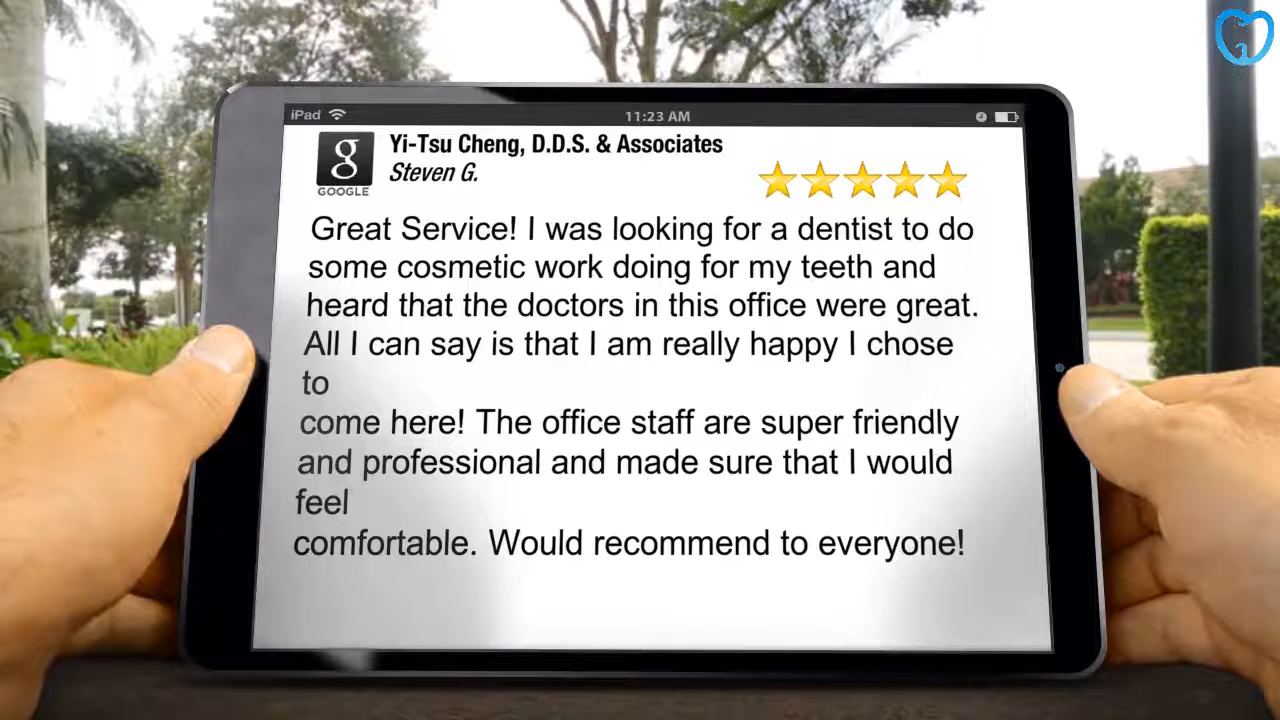 iPad 11:23 AM
g
GOOGLE
Yi-Tsu Cheng, D.D.S. & Associates
Steven G.
Great Service! I was looking for a dentist to do
some cosmetic work doing for my teeth and
heard that the doctors in this office were great.
All I can say is that I am really happy I chose
to
come here! The office staff are super friendly
and professional and made sure that I would
feel
comfortable. Would recommend to everyone!